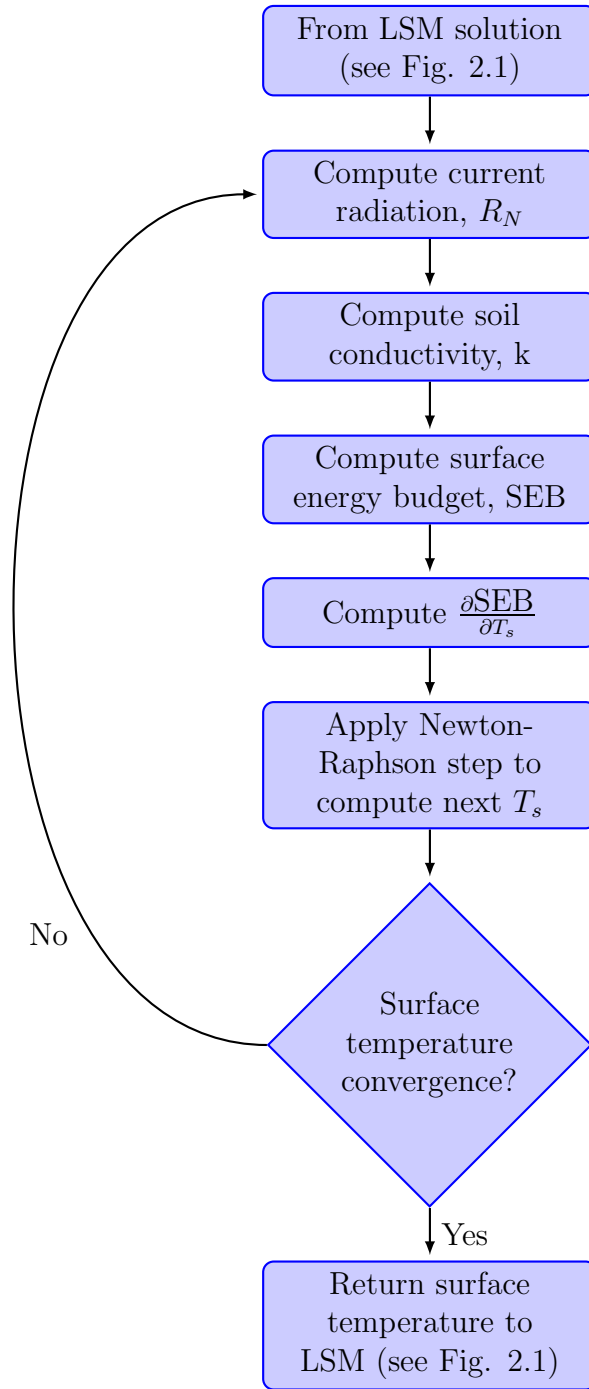 From LSM solution
(see Fig. 2.1)
Compute current
radiation, $R_N$
Compute soil
conductivity, k
Compute surface
energy budget, SEB
Compute $\frac{\partial \text{SEB}}{\partial T_s}$
Apply Newton-
Raphson step to
compute next $T_s$
No
Surface
temperature
convergence?
Yes
Return surface
temperature to
LSM (see Fig. 2.1)